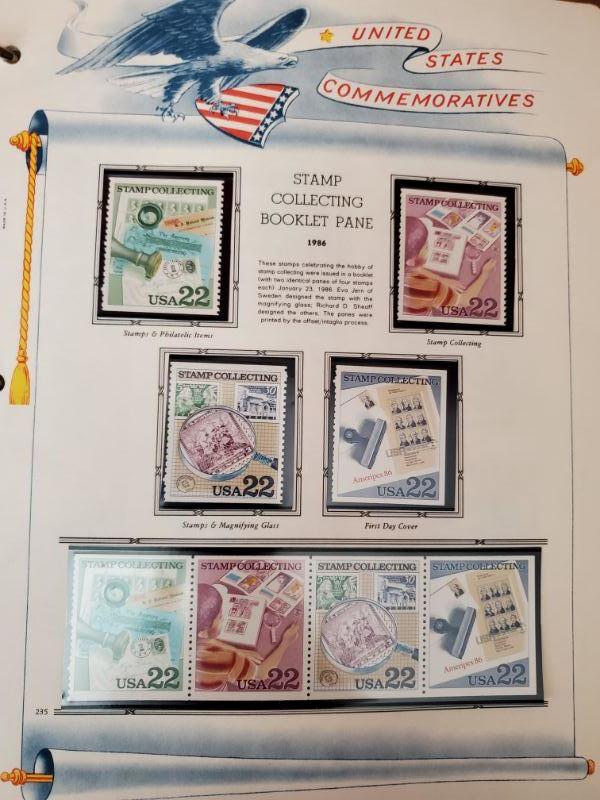 UNITED
STATES
COMMEMORATIVES
STAMP
COLLECTING
BOOKLET PANE
1986
These stamps celebrating the hobby of
stamp collecting were issued in a booklet
(with two identical panes of four stamps
each) January 23, 1986. Eva Jern of
Sweden designed the stamp with the
magnifying glass; Richard D. Sheaff
designed the others. The panes were
printed by the offset/intaglio process.
STAMP COLLECTING
USA22
Stamps & Philatelic Items
STAMP COLLECTING
USA22
Stamp Collecting
STAMP COLLECTING
USA22
Stamps & Magnifying Glass
STAMP COLLECTING
Ameripex 86
USA22
First Day Cover
STAMP COLLECTING
USA22
STAMP COLLECTING
USA22
STAMP COLLECTING
USA22
STAMP COLLECTING
Ameripex 86
USA22
235